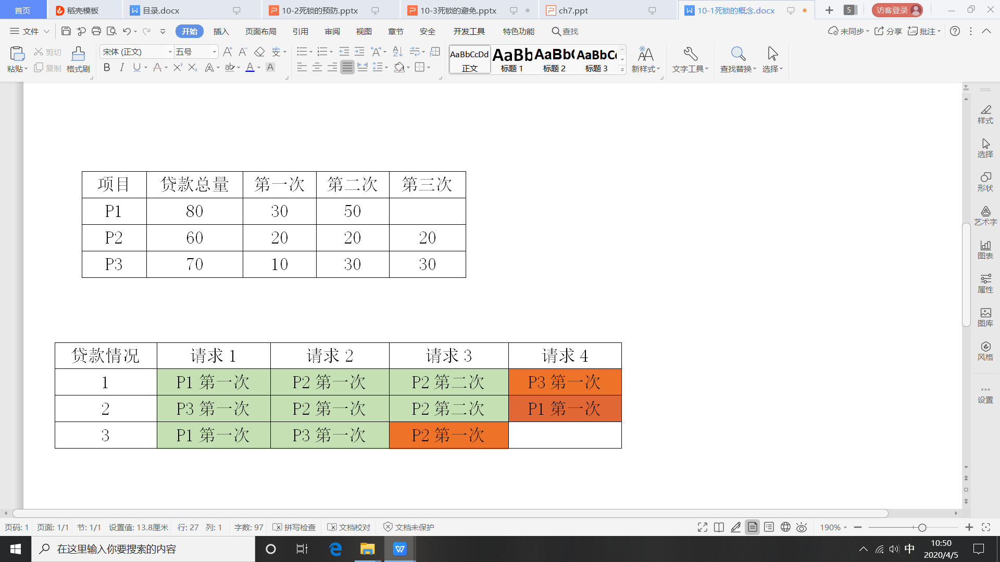 首页 稻壳模板 目录.docx 10-2死锁的预防.pptx 10-3死锁的避免.pptx ch7.ppt 10-1死锁的概念.docx 5 访客登录
文件 开始 插入 页面布局 引用 审阅 视图 章节 安全 开发工具 特色功能 查找 未同步 分享 批注
粘贴 剪切 复制 格式刷 宋体 (正文) 五号
AaBbCcDd AaBb AaBb( AaBbC
正文 标题 1 标题 2 标题 3 新样式 文字工具 查找替换 选择
样式
选择
形状
艺术字
图表
属性
图库
风格
设置
项目 贷款总量 第一次 第二次 第三次
P1 80 30 50
P2 60 20 20 20
P3 70 10 30 30
贷款情况 请求 1 请求 2 请求 3 请求 4
1 P1 第一次 P2 第一次 P2 第二次 P3 第一次
2 P3 第一次 P2 第一次 P2 第二次 P1 第一次
3 P1 第一次 P3 第一次 P2 第一次
页码: 1 页面: 1/1 节: 1/1 设置值: 13.8厘米 行: 27 列: 1 字数: 97 拼写检查 文档校对 文档未保护 190%
在这里输入你要搜索的内容 中 10:50
2020/4/5